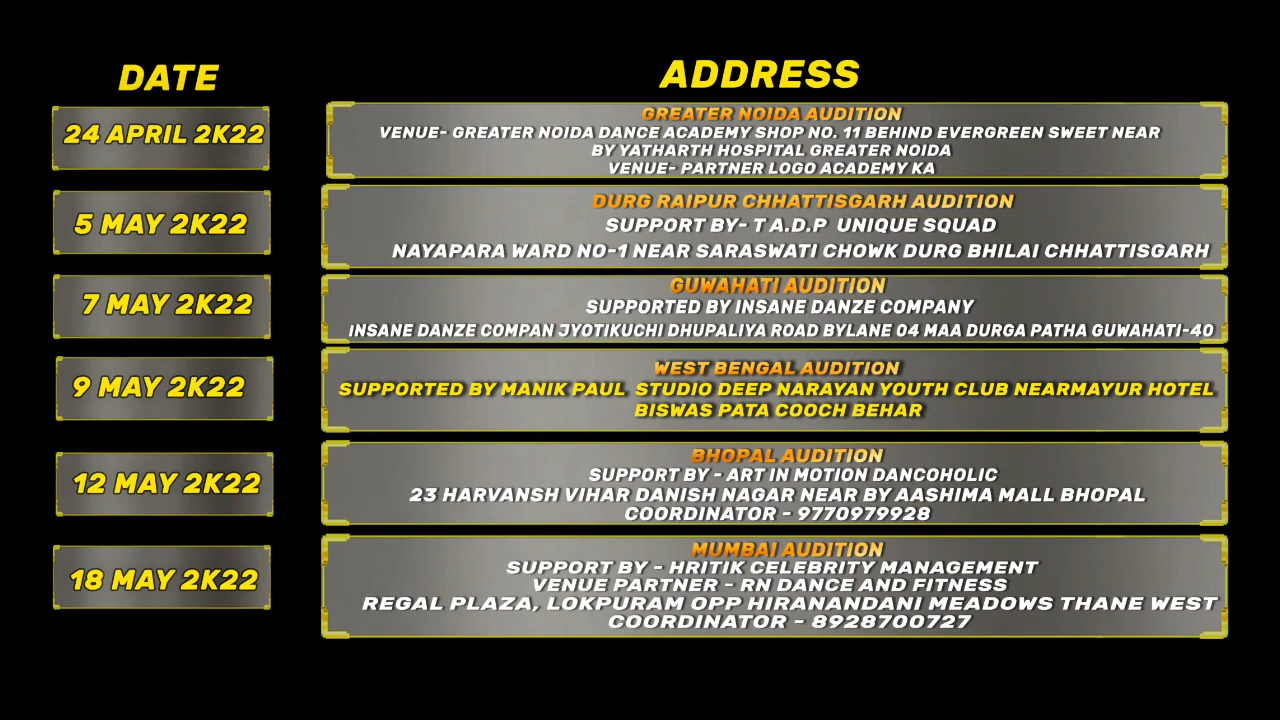 DATE
ADDRESS
24 APRIL 2K22
GREATER NOIDA AUDITION
VENUE- GREATER NOIDA DANCE ACADEMY SHOP NO. 11 BEHIND EVERGREEN SWEET NEAR
BY YATHARTH HOSPITAL GREATER NOIDA
VENUE- PARTNER LOGO ACADEMY KA
5 MAY 2K22
DURG RAIPUR CHHATTISGARH AUDITION
SUPPORT BY- T A.D.P UNIQUE SQUAD
NAYAPARA WARD NO-1 NEAR SARASWATI CHOWK DURG BHILAI CHHATTISGARH
7 MAY 2K22
GUWAHATI AUDITION
SUPPORTED BY INSANE DANZE COMPANY
INSANE DANZE COMPAN JYOTIKUCHI DHUPALIYA ROAD BYLANE 04 MAA DURGA PATHA GUWAHATI-40
9 MAY 2K22
WEST BENGAL AUDITION
SUPPORTED BY MANIK PAUL STUDIO DEEP NARAYAN YOUTH CLUB NEARMAYUR HOTEL
BISWAS PATA COOCH BEHAR
12 MAY 2K22
BHOPAL AUDITION
SUPPORT BY - ART IN MOTION DANCOHOLIC
23 HARVANSH VIHAR DANISH NAGAR NEAR BY AASHIMA MALL BHOPAL
COORDINATOR - 9770979928
18 MAY 2K22
MUMBAI AUDITION
SUPPORT BY - HRITIK CELEBRITY MANAGEMENT
VENUE PARTNER - RN DANCE AND FITNESS
REGAL PLAZA, LOKPURAM OPP HIRANANDANI MEADOWS THANE WEST
COORDINATOR - 8928700727